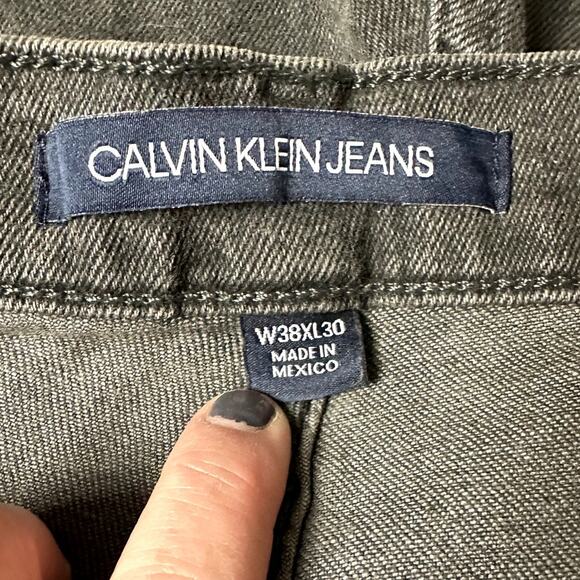 CALVIN KLEIN JEANS
W38XL30
MADE IN
MEXICO